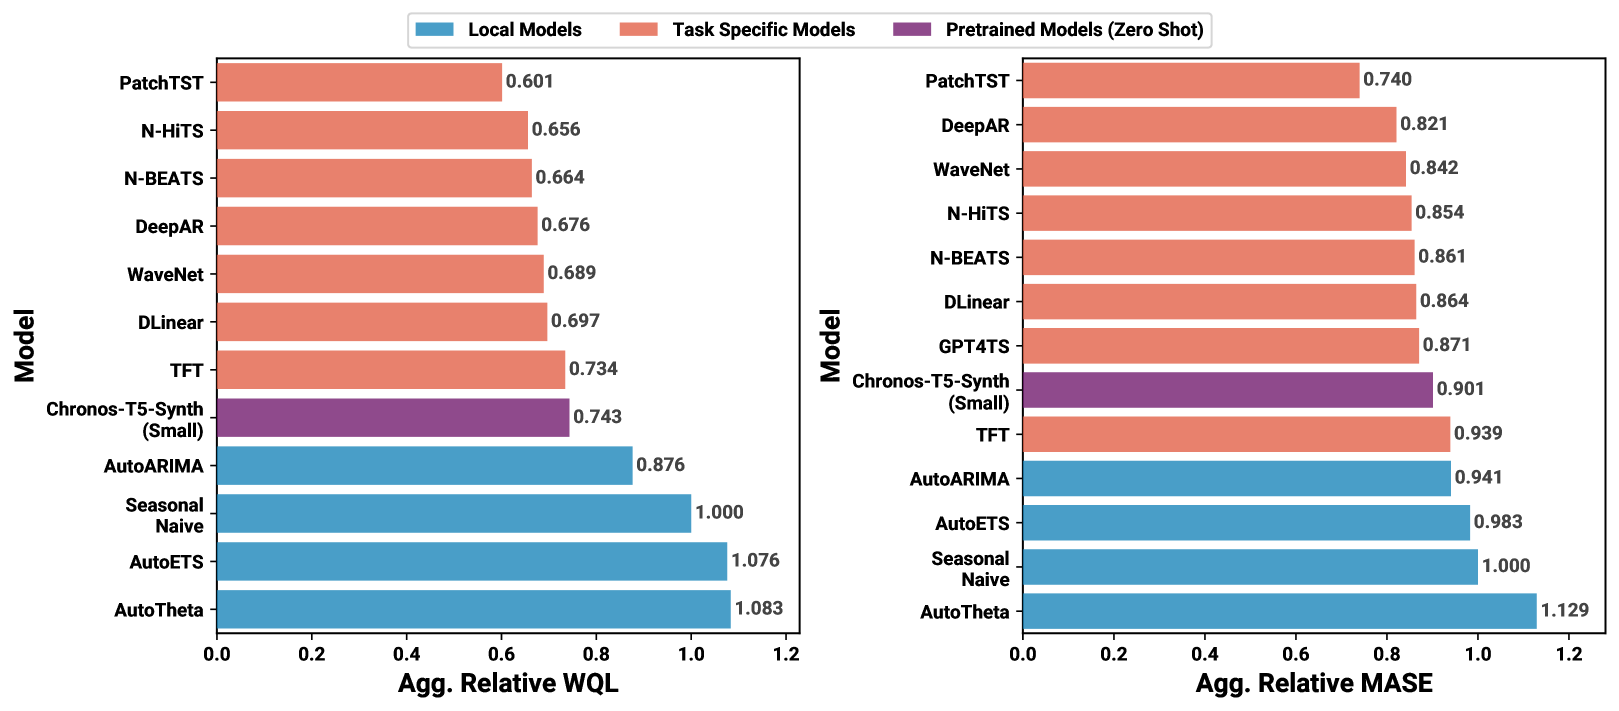 Local Models
Task Specific Models
Pretrained Models (Zero Shot)
Model
PatchTST 0.601
N-HiTS 0.656
N-BEATS 0.664
DeepAR 0.676
WaveNet 0.689
DLinear 0.697
TFT 0.734
Chronos-T5-Synth
(Small) 0.743
AutoARIMA 0.876
Seasonal
Naive 1.000
AutoETS 1.076
AutoTheta 1.083
0.0 0.2 0.4 0.6 0.8 1.0 1.2
Agg. Relative WQL
Model
PatchTST 0.740
DeepAR 0.821
WaveNet 0.842
N-HiTS 0.854
N-BEATS 0.861
DLinear 0.864
GPT4TS 0.871
Chronos-T5-Synth
(Small) 0.901
TFT 0.939
AutoARIMA 0.941
AutoETS 0.983
Seasonal
Naive 1.000
AutoTheta 1.129
0.0 0.2 0.4 0.6 0.8 1.0 1.2
Agg. Relative MASE